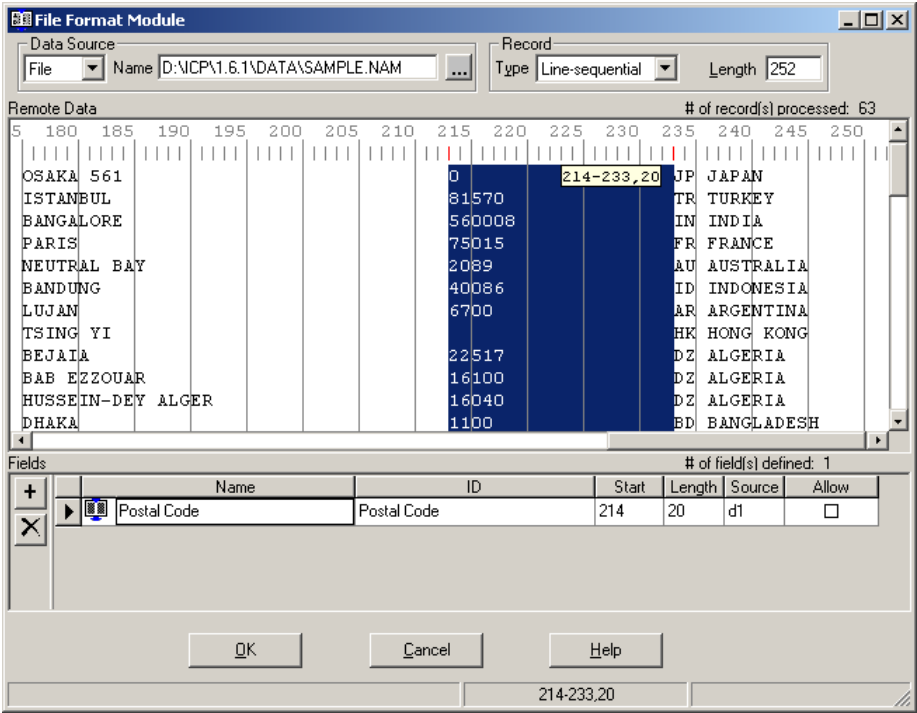 File Format Module
Data Source
File Name D:\ICP\1.6.1\DATA\SAMPLE.NAM ...
Record
Type Line-sequential Length 252
Remote Data # of record(s) processed: 63
5 180 185 190 195 200 205 210 215 220 225 230 235 240 245 250
OSAKA 561 0 214-233,20 JP JAPAN
ISTANBUL 81570 TR TURKEY
BANGALORE 560008 IN INDIA
PARIS 75015 FR FRANCE
NEUTRAL BAY 2089 AU AUSTRALIA
BANDUNG 40086 ID INDONESIA
LUJAN 6700 AR ARGENTINA
TSING YI HK HONG KONG
BEJAIA 22517 DZ ALGERIA
BAB EZZOUAR 16100 DZ ALGERIA
HUSSEIN-DEY ALGER 16040 DZ ALGERIA
DHAKA 1100 BD BANGLADESH
Fields # of field(s) defined: 1
Name ID Start Length Source Allow
Postal Code Postal Code 214 20 d1
OK Cancel Help
214-233,20